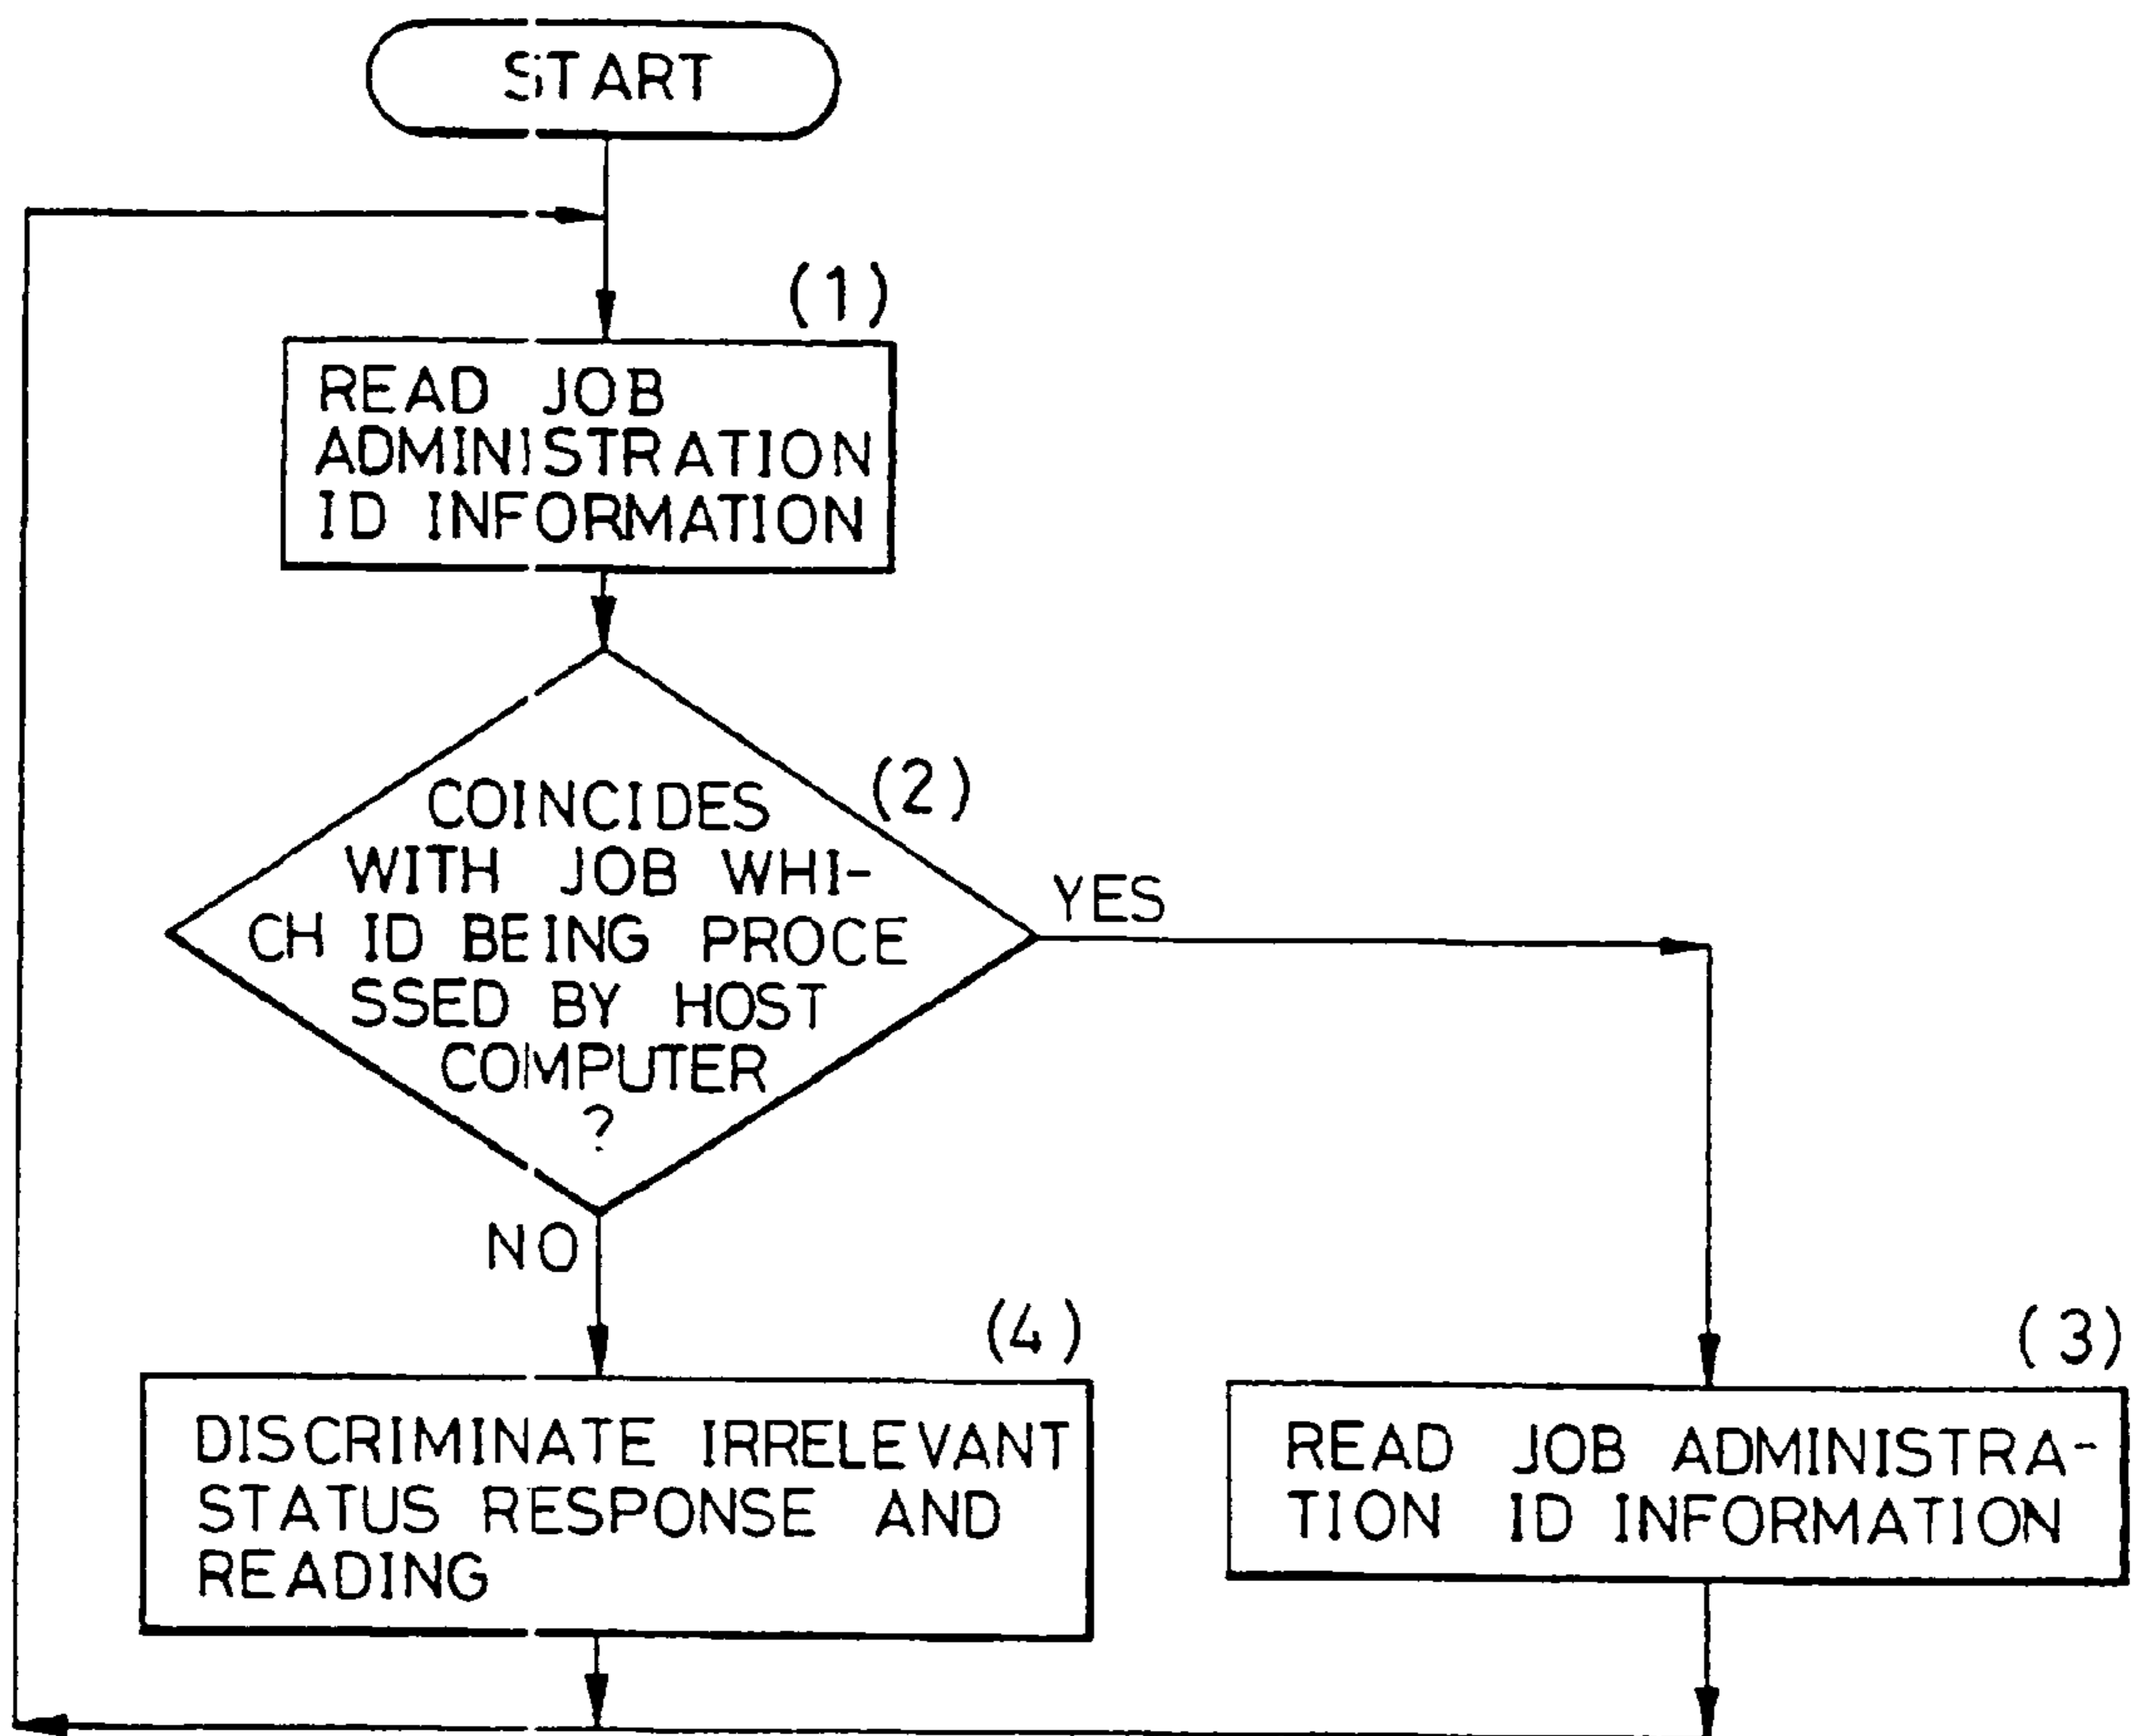 START
(1)
READ JOB
ADMINISTRATION
ID INFORMATION
(2)
COINCIDES
WITH JOB WHI-
CH ID BEING PROCE
SSED BY HOST
COMPUTER
?
YES
NO
(4)
DISCRIMINATE IRRELEVANT
STATUS RESPONSE AND
READING
(3)
READ JOB ADMINISTRA-
TION ID INFORMATION